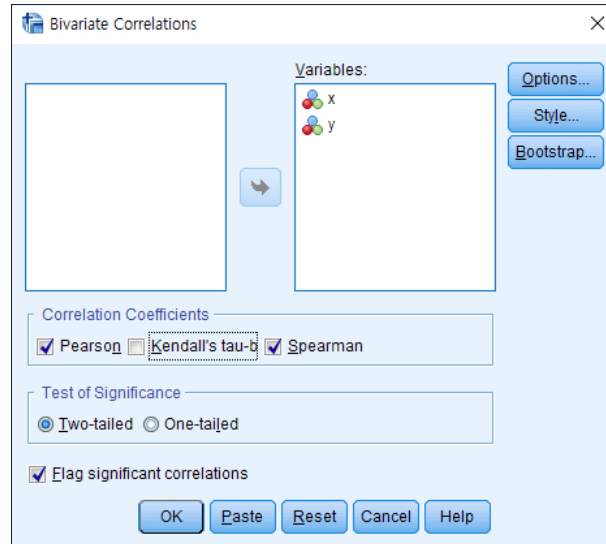 Bivariate Correlations
Variables:
x
y
Options...
Style...
Bootstrap...
Correlation Coefficients
Pearson Kendall's tau-b Spearman
Test of Significance
Two-tailed One-tailed
Flag significant correlations
OK Paste Reset Cancel Help